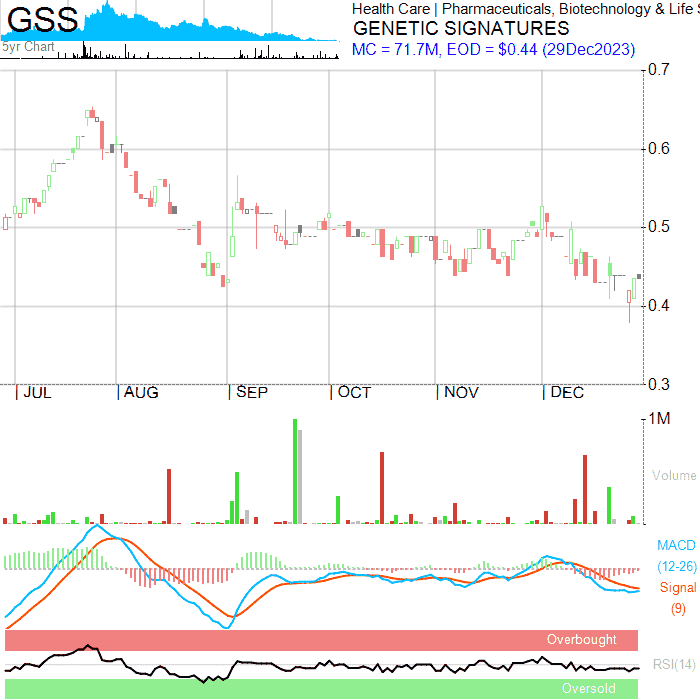 GSS
5yr Chart
Health Care | Pharmaceuticals, Biotechnology & Life S
GENETIC SIGNATURES
MC = 71.7M, EOD = $0.44 (29Dec2023)
0.7
0.6
0.5
0.4
0.3
JUL AUG SEP OCT NOV DEC
1M
Volume
MACD
(12-26)
Signal
(9)
Overbought
RSI(14)
Oversold